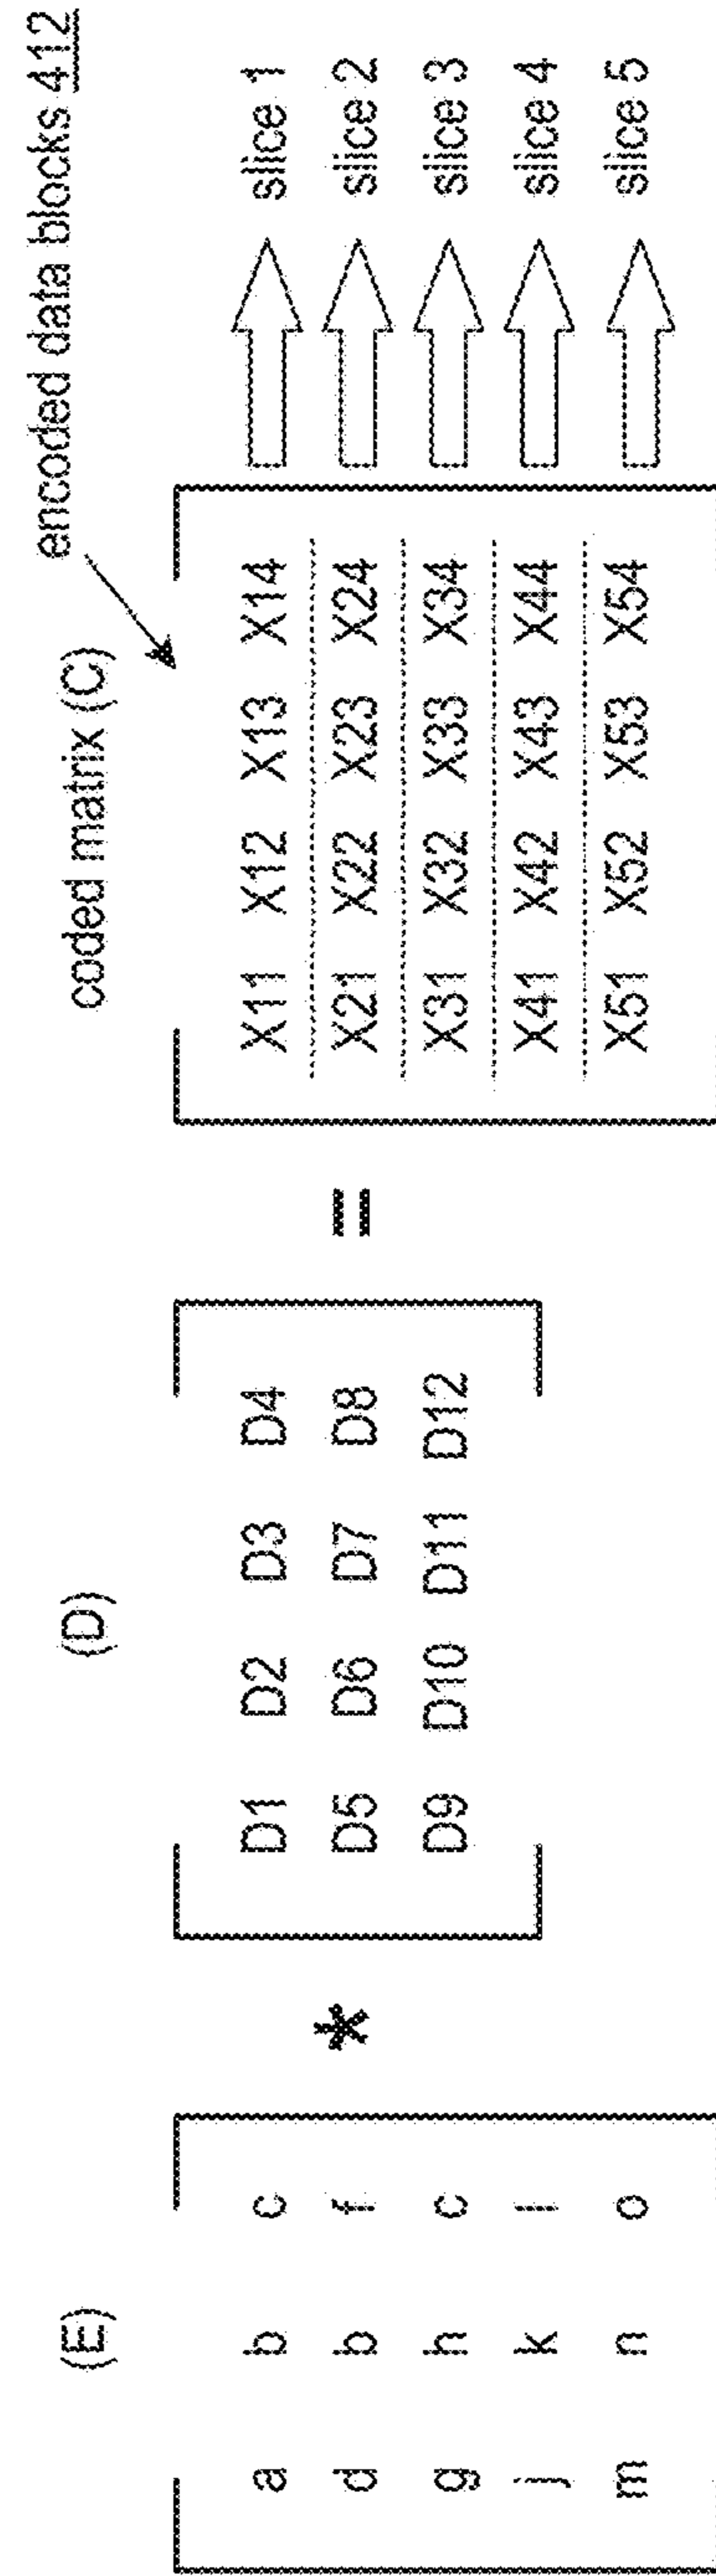 encoded data blocks 412
(E) (D) coded matrix (C)
a b c D1 D2 D3 D4 X11 X12 X13 X14 slice 1
d b f * D5 D6 D7 D8 = X21 X22 X23 X24 slice 2
g h c D9 D10 D11 D12 X31 X32 X33 X34 slice 3
j k l X41 X42 X43 X44 slice 4
m n o X51 X52 X53 X54 slice 5